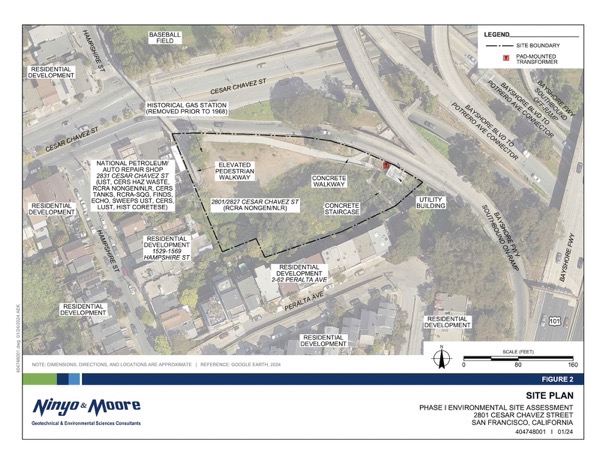 LEGEND
SITE BOUNDARY
T PAD-MOUNTED
TRANSFORMER
HAMPSHIRE ST
BASEBALL
FIELD
RESIDENTIAL
DEVELOPMENT
CESAR CHAVEZ ST
HISTORICAL GAS STATION
(REMOVED PRIOR TO 1968)
BAYSHORE BLVD TO
POTRERO AVE CONNECTOR
BAYSHORE BLVD TO
POTRERO AVE CONNECTOR
BAYSHORE FWY
SOUTHBOUND
OFF-RAMP
BAYSHORE FWY
CESAR CHAVEZ ST
NATIONAL PETROLEUM/
AUTO REPAIR SHOP
2831 CESAR CHAVEZ ST
(UST, CERS HAZ WASTE,
RCRA NONGEN/NLR, CERS
TANKS, RCRA-SQG, FINDS,
ECHO, SWEEPS UST, CERS,
LUST, HIST CORETESE)
ELEVATED
PEDESTRIAN
WALKWAY
CONCRETE
WALKWAY
2801/2827 CESAR CHAVEZ ST
(RCRA NONGEN/NLR)
CONCRETE
STAIRCASE
UTILITY
BUILDING
RESIDENTIAL
DEVELOPMENT
HAMPSHIRE ST
RESIDENTIAL
DEVELOPMENT
1529-1569
HAMPSHIRE ST
BAYSHORE FWY
SOUTHBOUND ON-RAMP
BAYSHORE FWY
RESIDENTIAL
DEVELOPMENT
2-62 PERALTA AVE
PERALTA AVE
RESIDENTIAL
DEVELOPMENT
RESIDENTIAL
DEVELOPMENT
RESIDENTIAL
DEVELOPMENT
101
N
SCALE (FEET)
0 80 160
NOTE: DIMENSIONS, DIRECTIONS, AND LOCATIONS ARE APPROXIMATE | REFERENCE: GOOGLE EARTH, 2024
FIGURE 2
Ninyo & Moore
Geotechnical & Environmental Sciences Consultants
SITE PLAN
PHASE I ENVIRONMENTAL SITE ASSESSMENT
2801 CESAR CHAVEZ STREET
SAN FRANCISCO, CALIFORNIA
404748001 | 01/24